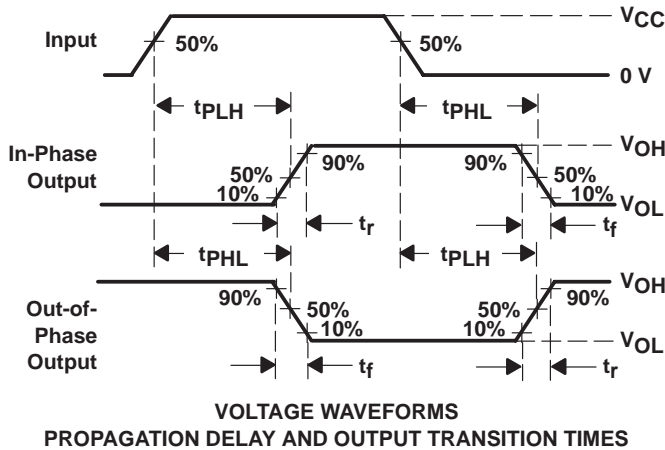 Input
50%
50%
VCC
0 V
tPLH
tPHL
In-Phase
Output
50%
10%
90%
90%
50%
10%
VOH
VOL
tr
tf
tPHL
tPLH
Out-of-
Phase
Output
90%
50%
10%
50%
10%
90%
VOH
VOL
tf
tr
VOLTAGE WAVEFORMS
PROPAGATION DELAY AND OUTPUT TRANSITION TIMES